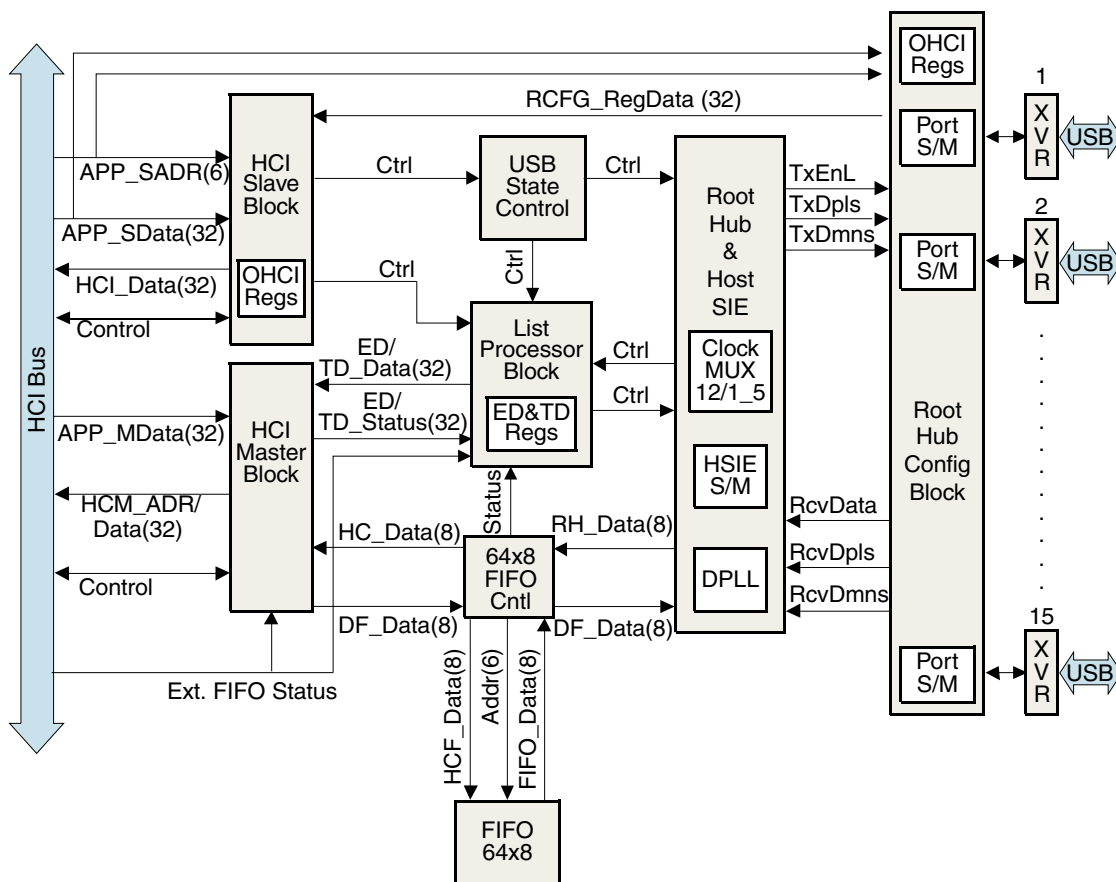 HCI Bus
APP_SADR(6)
APP_SData(32)
HCI_Data(32)
Control
APP_MData(32)
HCM_ADR/
Data(32)
Control
Ext. FIFO Status
HCI
Slave
Block
OHCI
Regs
HCI
Master
Block
RCFG_RegData (32)
Ctrl
USB
State
Control
Ctrl
Ctrl
Ctrl
ED/
TD_Data(32)
ED/
TD_Status(32)
List
Processor
Block
ED&TD
Regs
Ctrl
Ctrl
Status
HC_Data(8)
RH_Data(8)
64x8
FIFO
Cntl
DF_Data(8)
DF_Data(8)
HCF_Data(8)
Addr(6)
FIFO_Data(8)
FIFO
64x8
Root
Hub
&
Host
SIE
Clock
MUX
12/1_5
HSIE
S/M
DPLL
TxEnL
TxDpls
TxDmns
RcvData
RcvDpls
RcvDmns
OHCI
Regs
Port
S/M
Port
S/M
Root
Hub
Config
Block
Port
S/M
1
X
V
R
USB
2
X
V
R
USB
15
X
V
R
USB